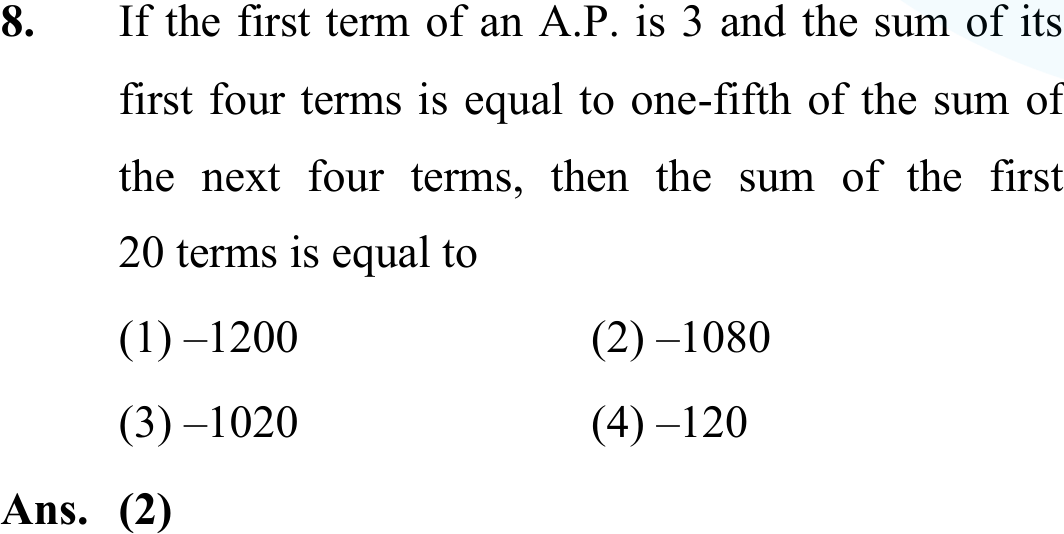 8. If the first term of an A.P. is 3 and the sum of its
first four terms is equal to one-fifth of the sum of
the next four terms, then the sum of the first
20 terms is equal to
(1) –1200 (2) –1080
(3) –1020 (4) –120
Ans. (2)